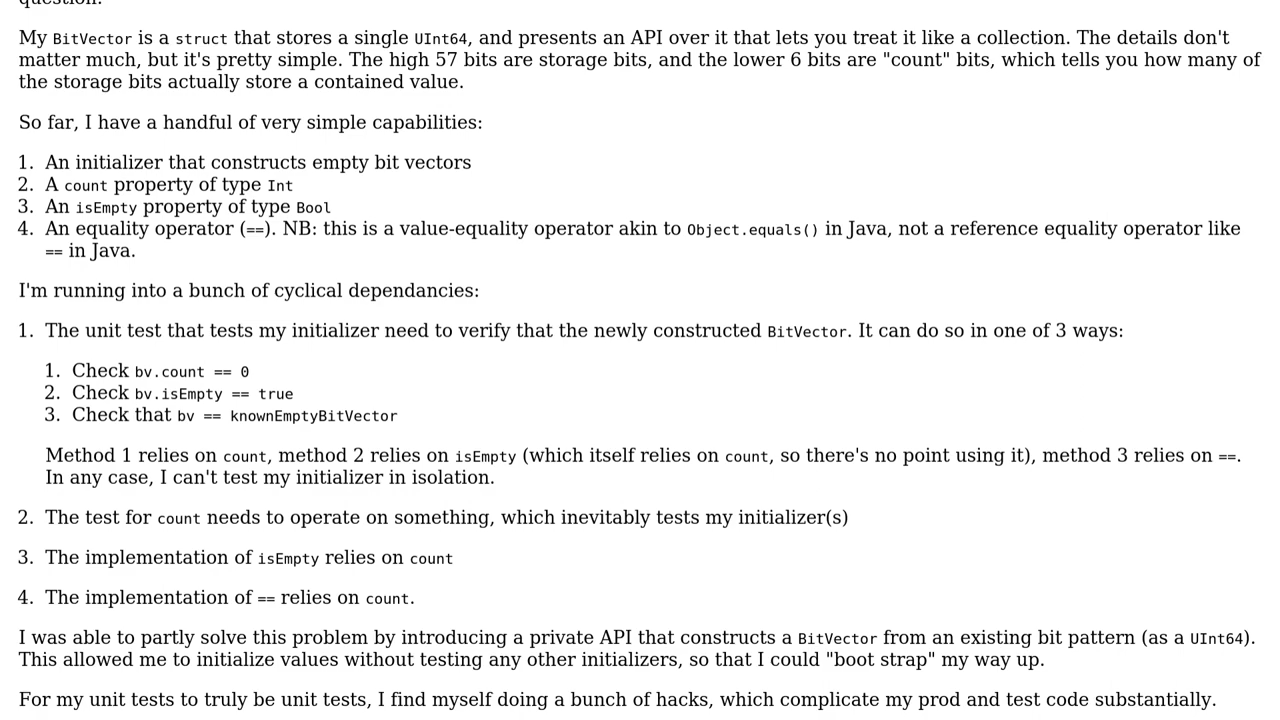 question.
My BitVector is a struct that stores a single UInt64, and presents an API over it that lets you treat it like a collection. The details don't
matter much, but it's pretty simple. The high 57 bits are storage bits, and the lower 6 bits are "count" bits, which tells you how many of
the storage bits actually store a contained value.
So far, I have a handful of very simple capabilities:
1. An initializer that constructs empty bit vectors
2. A count property of type Int
3. An isEmpty property of type Bool
4. An equality operator (==). NB: this is a value-equality operator akin to Object.equals() in Java, not a reference equality operator like
== in Java.
I'm running into a bunch of cyclical dependancies:
1. The unit test that tests my initializer need to verify that the newly constructed BitVector. It can do so in one of 3 ways:
1. Check bv.count == 0
2. Check bv.isEmpty == true
3. Check that bv == knownEmptyBitVector
Method 1 relies on count, method 2 relies on isEmpty (which itself relies on count, so there's no point using it), method 3 relies on ==.
In any case, I can't test my initializer in isolation.
2. The test for count needs to operate on something, which inevitably tests my initializer(s)
3. The implementation of isEmpty relies on count
4. The implementation of == relies on count.
I was able to partly solve this problem by introducing a private API that constructs a BitVector from an existing bit pattern (as a UInt64).
This allowed me to initialize values without testing any other initializers, so that I could "boot strap" my way up.
For my unit tests to truly be unit tests, I find myself doing a bunch of hacks, which complicate my prod and test code substantially.